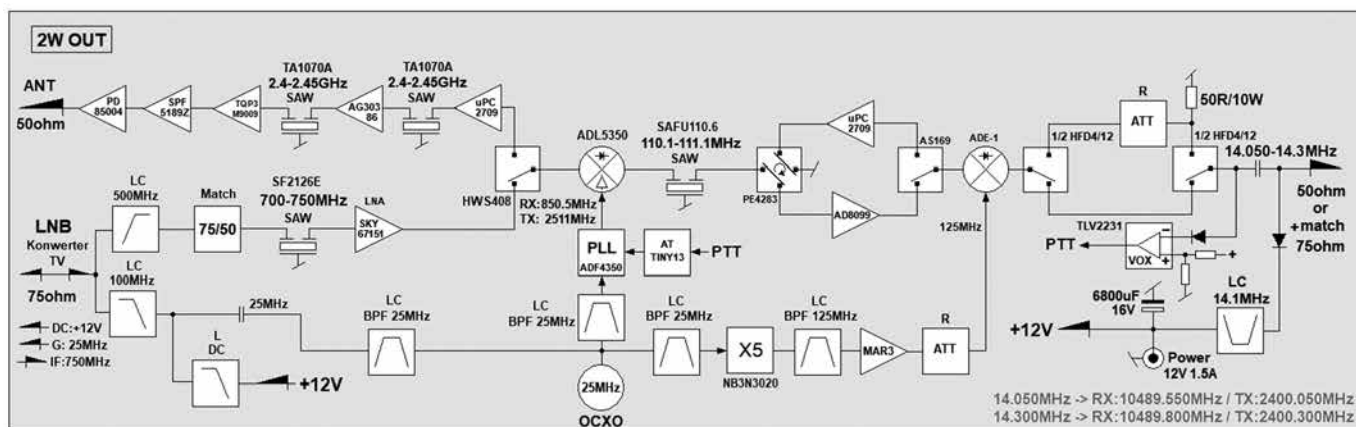 2W OUT
ANT
50ohm
PD
85004
SPF
5189Z
TQP3
M9009
TA1070A
2.4-2.45GHz
SAW
AG303
86
TA1070A
2.4-2.45GHz
SAW
uPC
2709
HWS408
ADL5350
RX:850.5MHz
TX: 2511MHz
SAFU110.6
110.1-111.1MHz
SAW
uPC
2709
PE4283
AD8099
AS169
ADE-1
125MHz
1/2 HFD4/12
R
ATT
50R/10W
1/2 HFD4/12
14.050-14.3MHz
50ohm
or
+match
75ohm
LNB
Konwerter
TV
75ohm
LC
500MHz
Match
75/50
SF2126E
700-750MHz
SAW
LNA
SKY
67151
LC
100MHz
DC:+12V
G: 25MHz
IF:750MHz
L
DC
+12V
25MHz
LC
BPF 25MHz
PLL
ADF4350
AT
TINY13
PTT
LC
BPF 25MHz
25MHz
OCXO
LC
BPF 25MHz
X5
NB3N3020
LC
BPF 125MHz
MAR3
R
ATT
PTT
TLV2231
VOX
-
+
+
6800uF
16V
+12V
LC
14.1MHz
Power
12V 1.5A
14.050MHz -> RX:10489.550MHz / TX:2400.050MHz
14.300MHz -> RX:10489.800MHz / TX:2400.300MHz